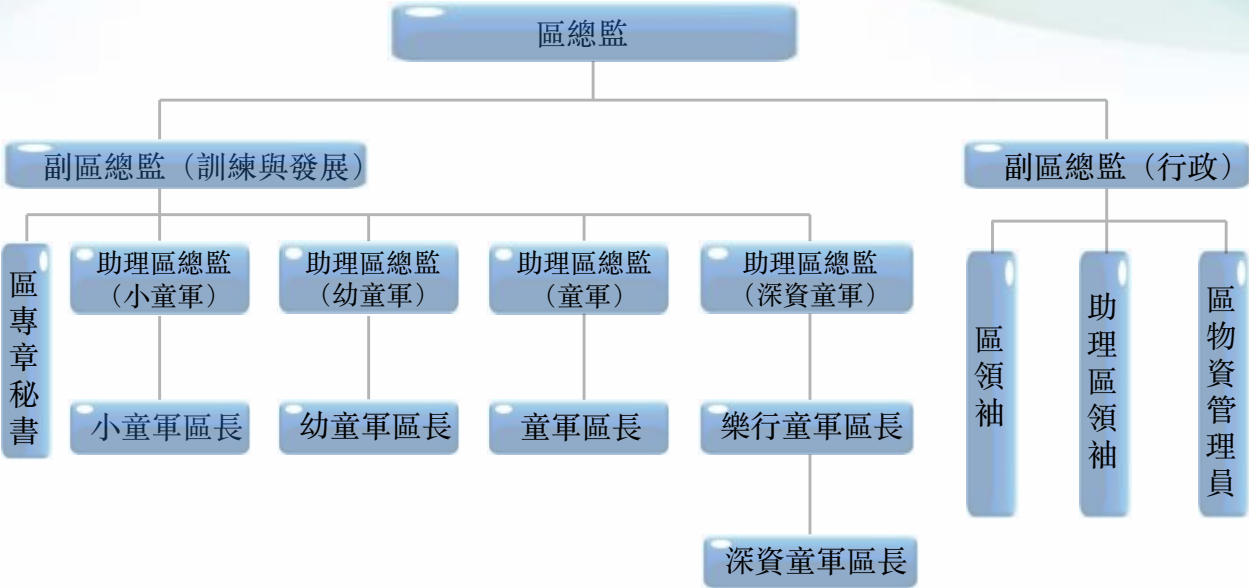 區總監
副區總監（訓練與發展）
副區總監（行政）
區專章秘書
助理區總監
（小童軍）
助理區總監
（幼童軍）
助理區總監
（童軍）
助理區總監
（深資童軍）
區領袖
助理區領袖
區物資管理員
小童軍區長
幼童軍區長
童軍區長
樂行童軍區長
深資童軍區長